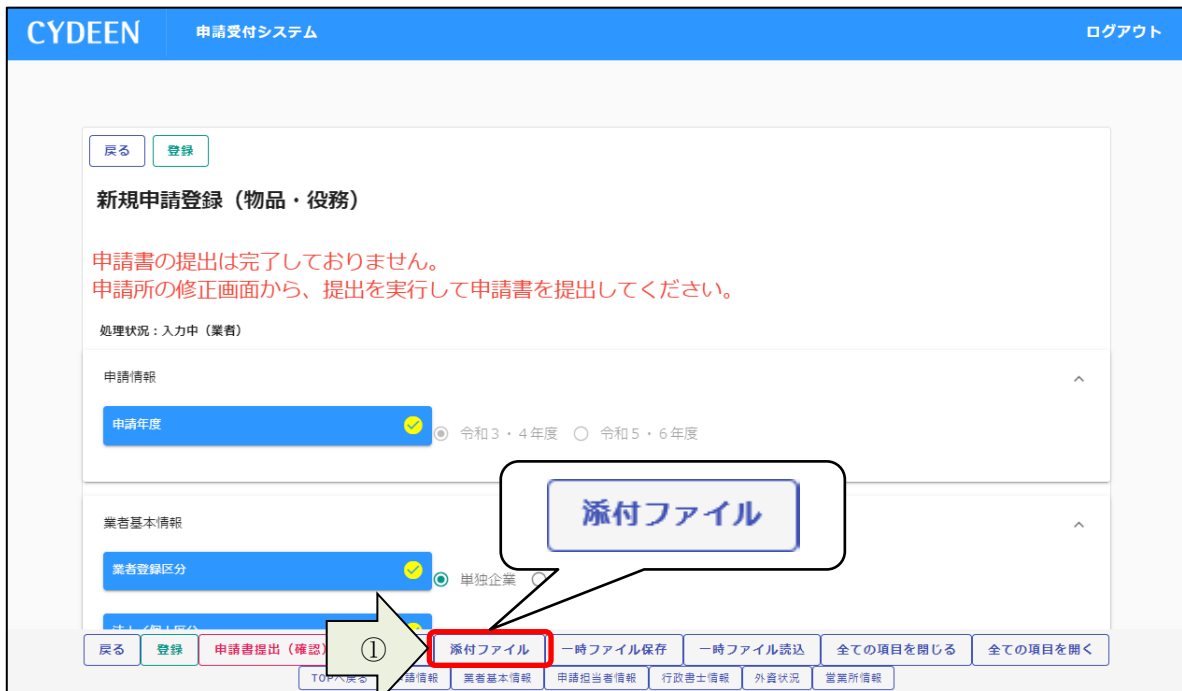 CYDEEN 申請受付システム ログアウト
戻る 登録
新規申請登録（物品・役務）
申請書の提出は完了しておりません。
申請所の修正画面から、提出を実行して申請書を提出してください。
処理状況：入力中（業者）
申請情報
申請年度 令和３・４年度 令和５・６年度
添付ファイル
業者基本情報
業者登録区分 単独企業
戻る 登録 申請書提出（確認） ① 添付ファイル 一時ファイル保存 一時ファイル読込 全ての項目を閉じる 全ての項目を開く
TOPへ戻る 請情報 業者基本情報 申請担当者情報 行政書士情報 外資状況 営業所情報